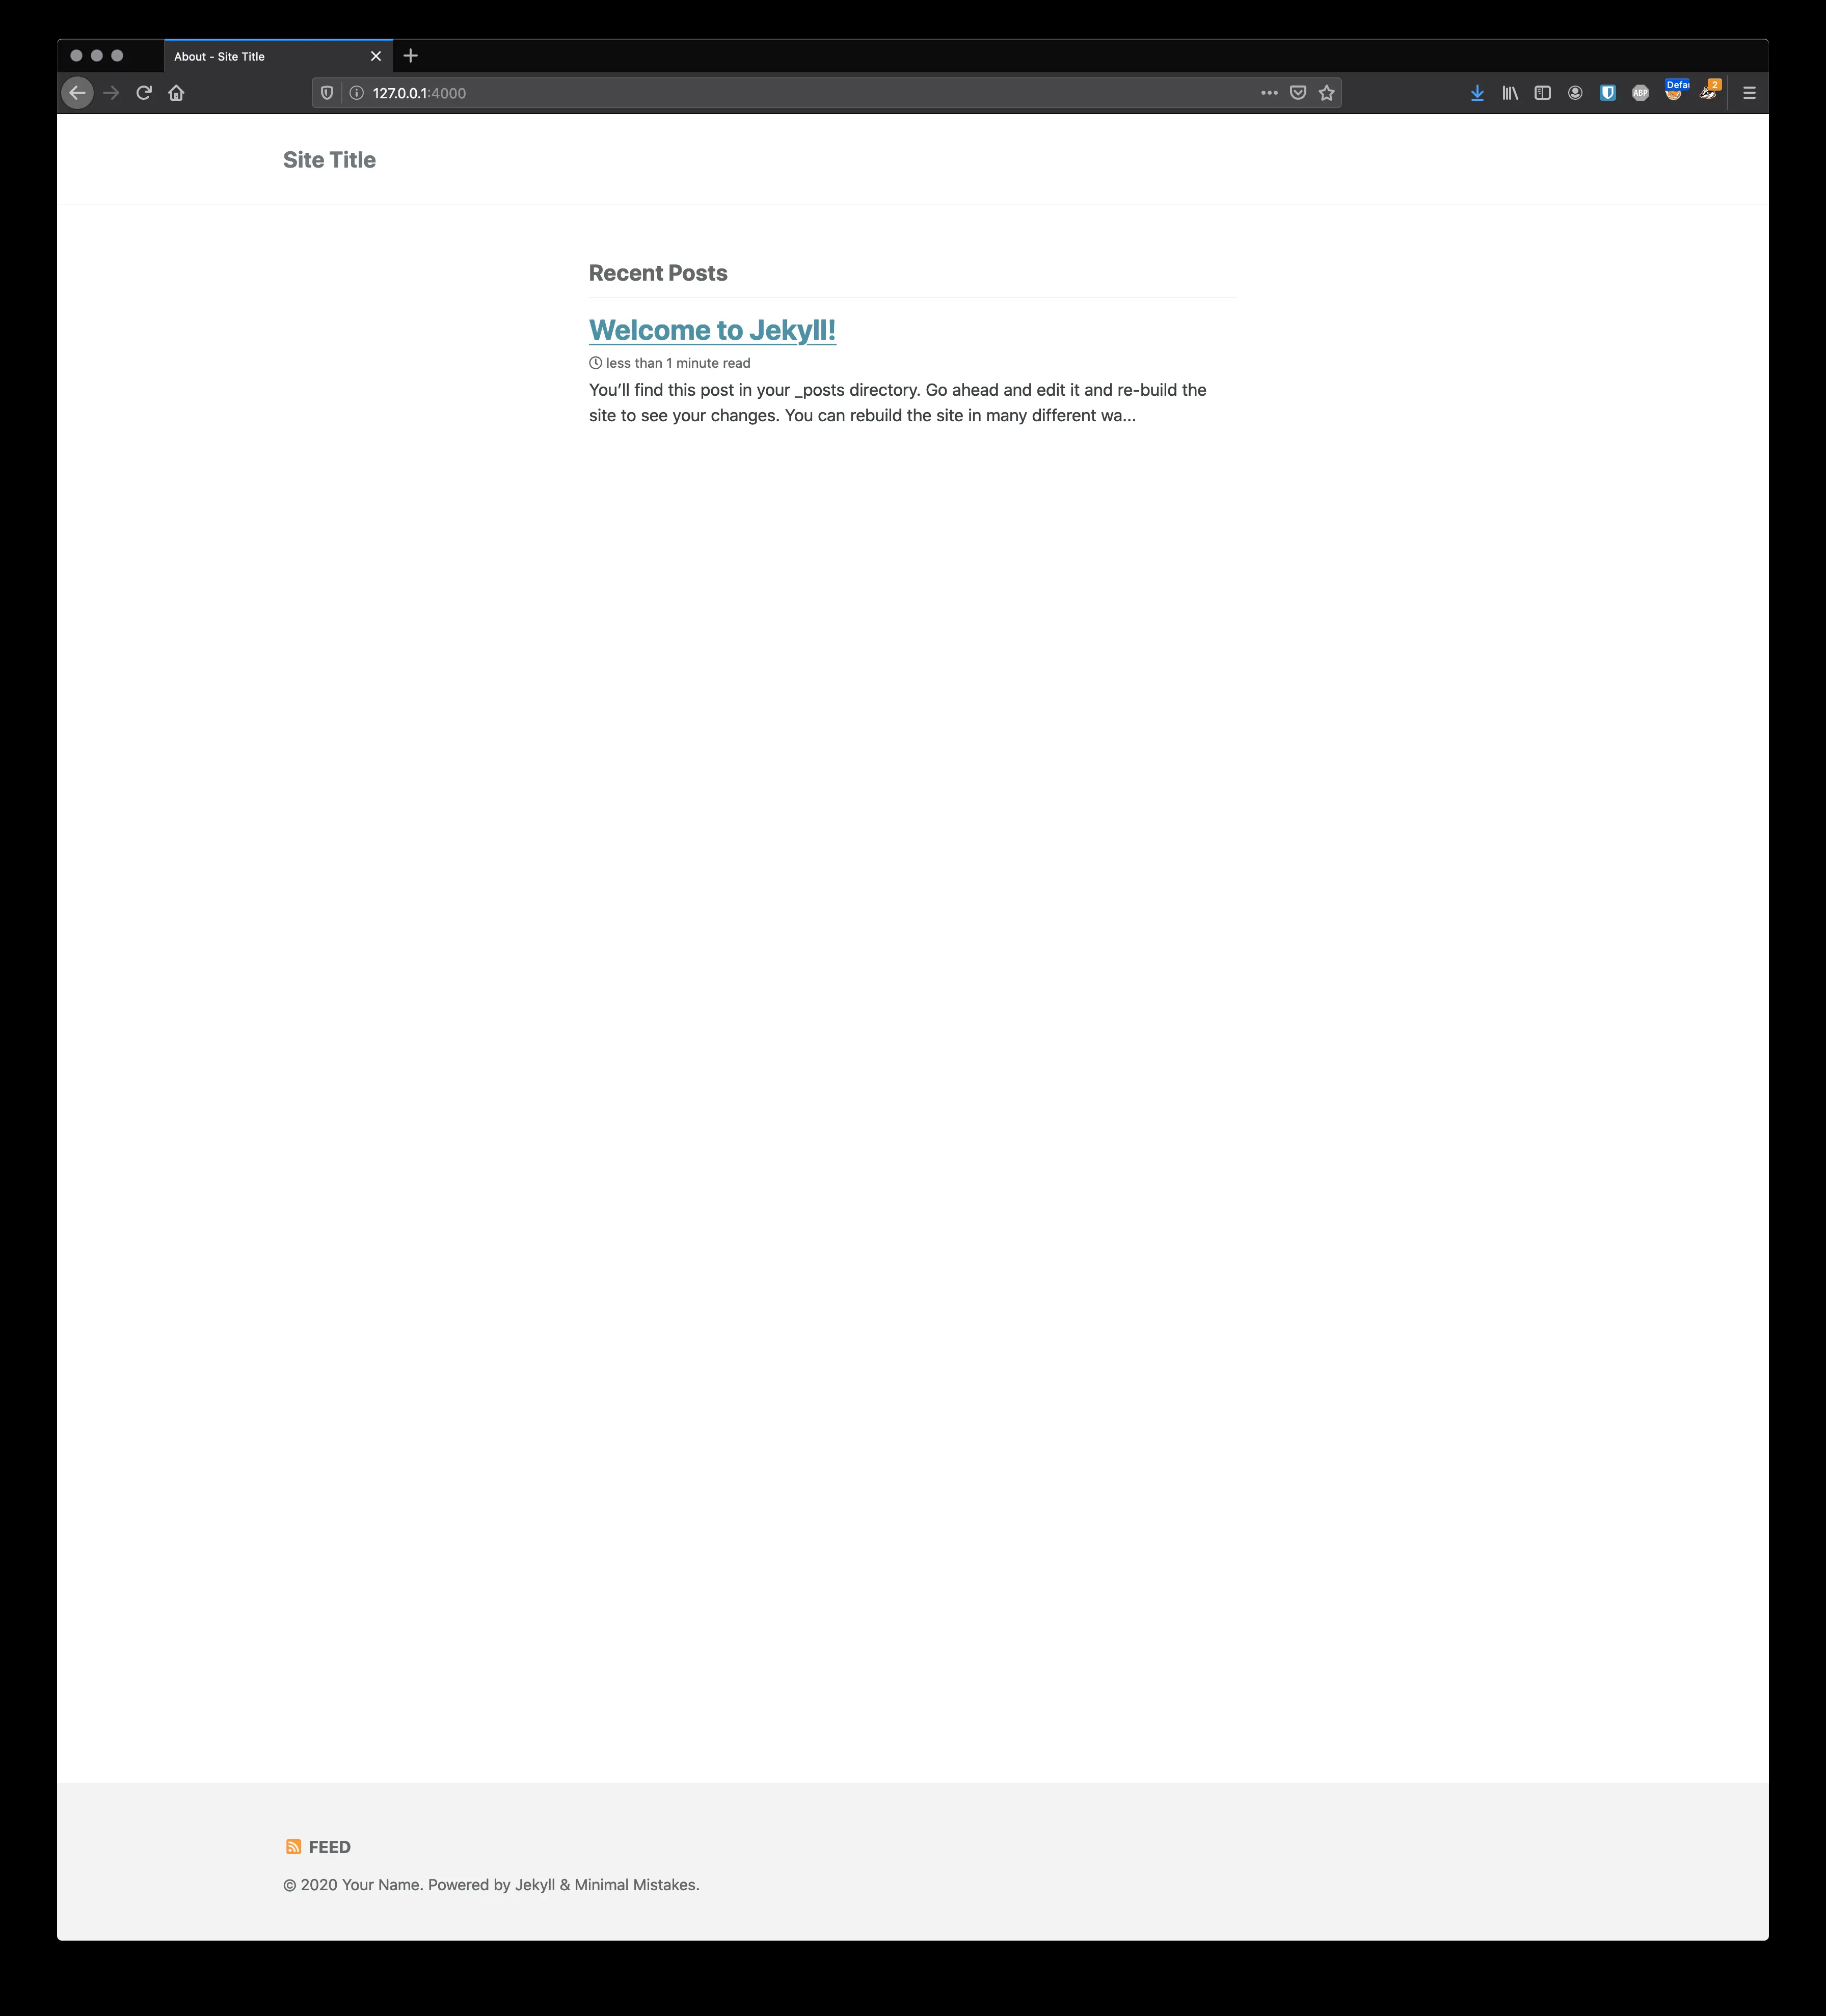 About - Site Title
127.0.0.1:4000
ABP
Defau
2
Site Title
Recent Posts
Welcome to Jekyll!
less than 1 minute read
You’ll find this post in your _posts directory. Go ahead and edit it and re-build the
site to see your changes. You can rebuild the site in many different wa...
FEED
© 2020 Your Name. Powered by Jekyll & Minimal Mistakes.